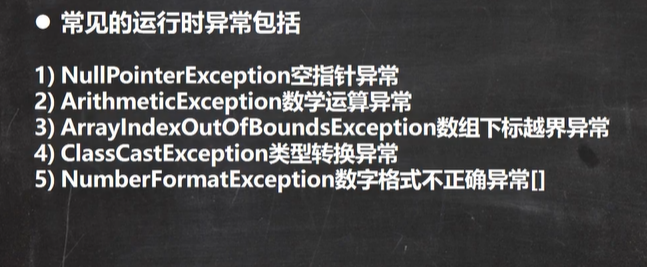 ● 常见的运行时异常包括
1) NullPointerException空指针异常
2) ArithmeticException数学运算异常
3) ArrayIndexOutOfBoundsException数组下标越界异常
4) ClassCastException类型转换异常
5) NumberFormatException数字格式不正确异常[]